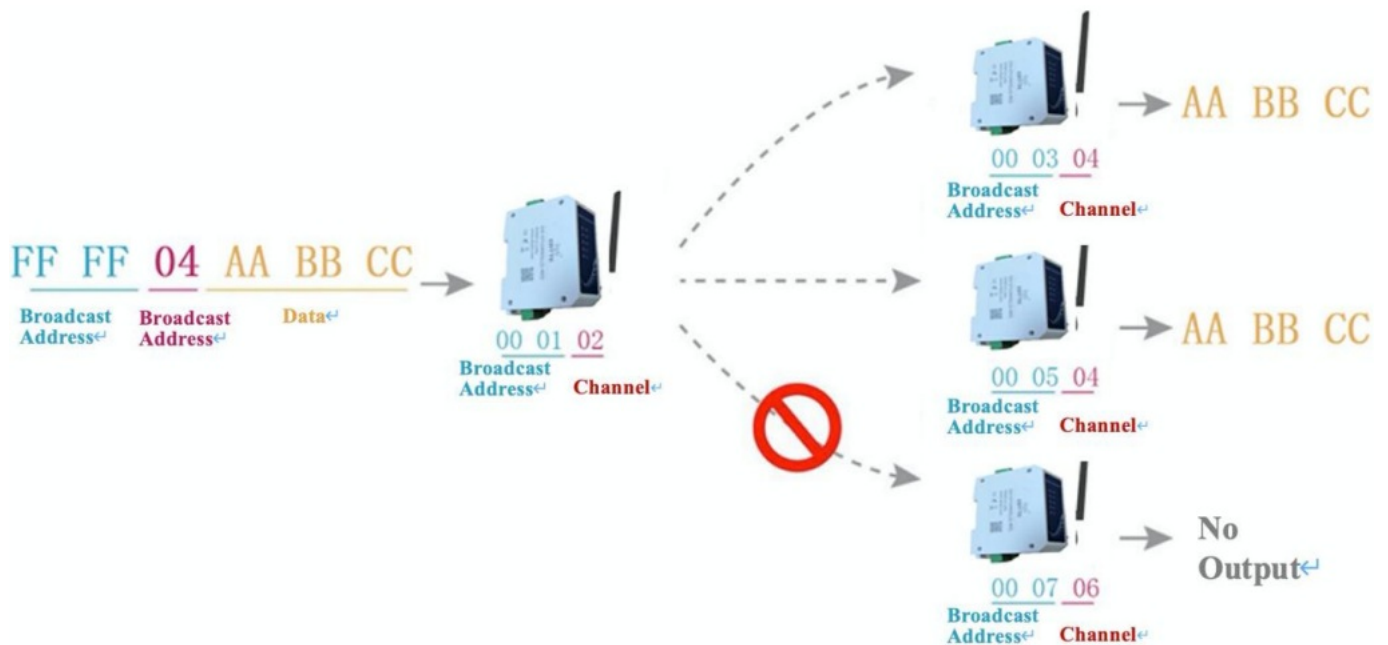 FF FF 04 AA BB CC
Broadcast
Address↵
Broadcast
Address↵
Data↵
00 01 02
Broadcast
Address↵
Channel↵
AA BB CC
00 03 04
Broadcast
Address↵
Channel↵
AA BB CC
00 05 04
Broadcast
Address↵
Channel↵
No
Output↵
00 07 06
Broadcast
Address↵
Channel↵